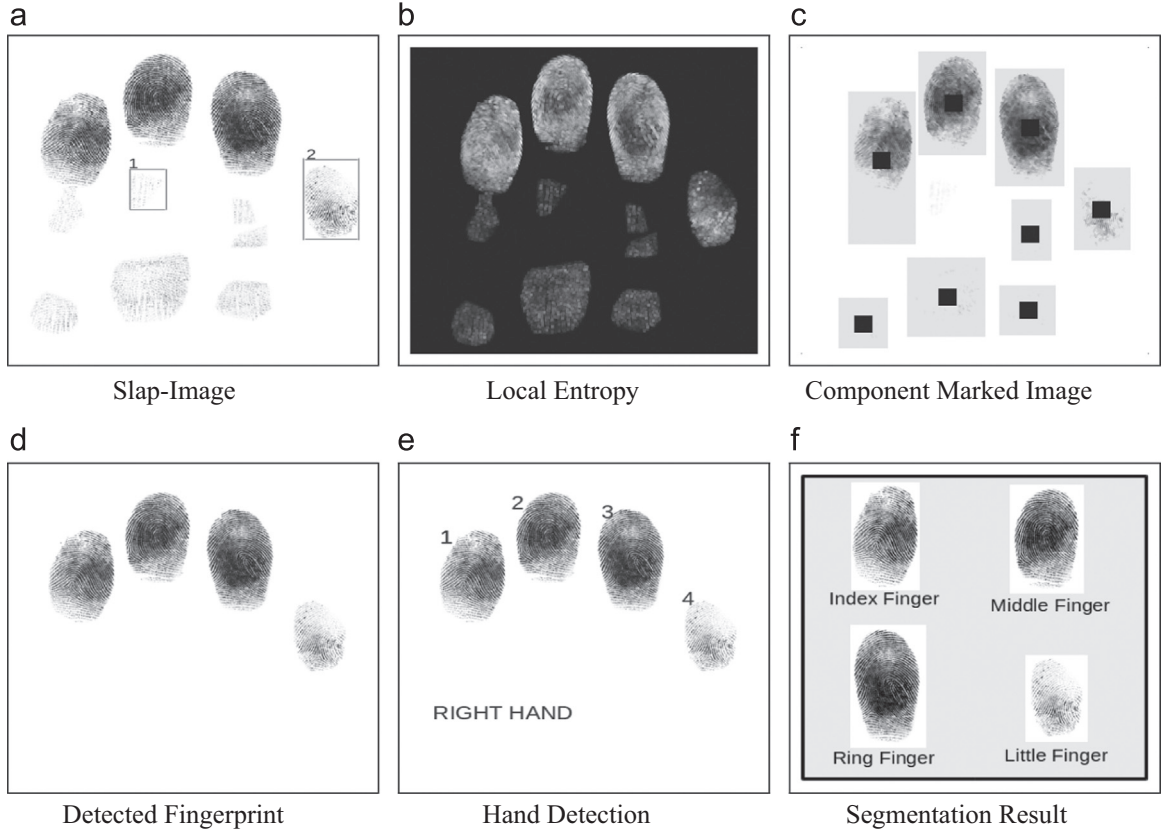 a
b
c
1
2
Slap-Image
Local Entropy
Component Marked Image
d
e
f
1
2
3
4
RIGHT HAND
Index Finger
Middle Finger
Ring Finger
Little Finger
Detected Fingerprint
Hand Detection
Segmentation Result